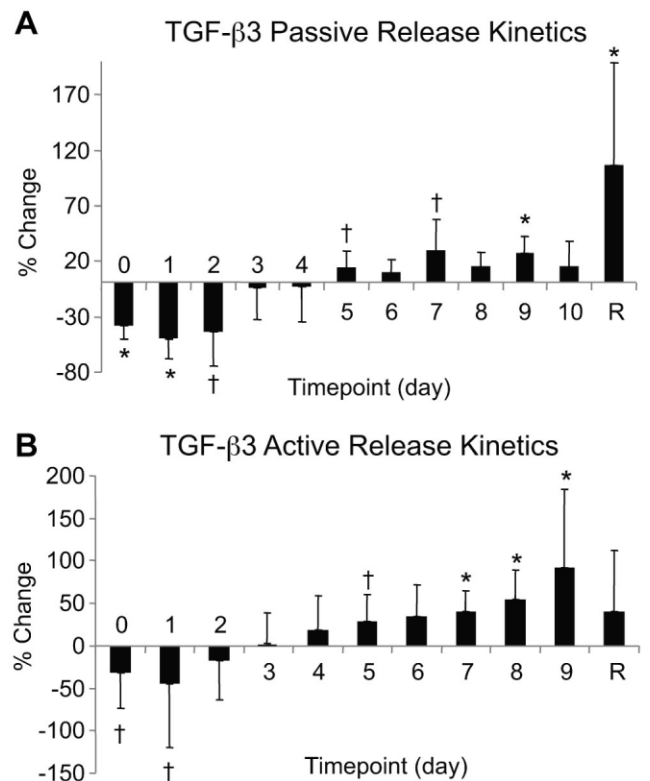 A
TGF-β3 Passive Release Kinetics
*
170
120
% Change
70
† † *
20
0 1 2 3 4
5 6 7 8 9 10 R
-30
* * †
-80
Timepoint (day)
B
TGF-β3 Active Release Kinetics
200
*
150
100
* *
% Change
50
†
0
0 1 2
3 4 5 6 7 8 9 R
-50
-100
† †
-150
Timepoint (day)